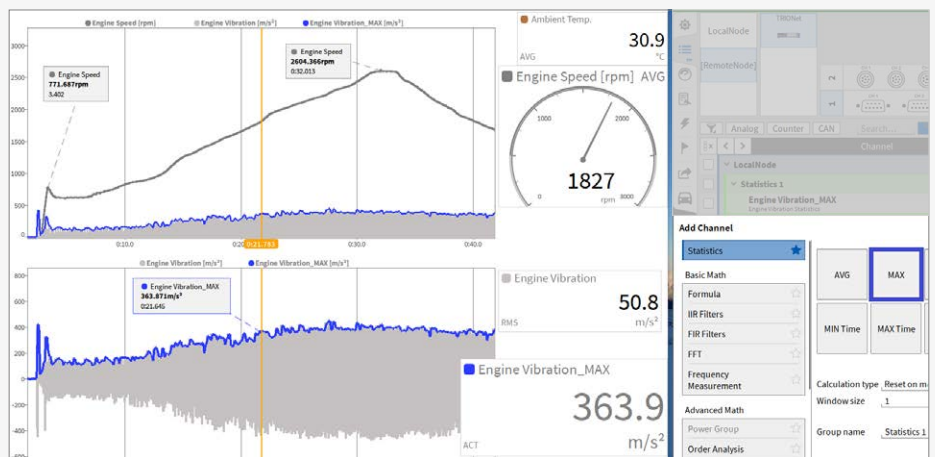 Engine Speed [rpm] Engine Vibration [m/s²] Engine Vibration_MAX [m/s²]
3000
2500
2000
1500
1000
500
0
Engine Speed
771.687rpm
3.402
Engine Speed
2604.366rpm
0:32.013
0:10.0
0:21.793
0:30.0
0:40.0
Engine Vibration [m/s²] Engine Vibration_MAX [m/s²]
800
600
400
200
0
-200
-400
-600
Engine Vibration_MAX
363.871m/s²
0:21.645
Ambient Temp.
30.9
AVG °C
Engine Speed [rpm] AVG
1000 2000
1827
0 rpm 3000
Engine Vibration
50.8
RMS m/s²
Engine Vibration_MAX
363.9
ACT m/s²
LocalNode
TRIONet
[RemoteNode]
Analog Counter CAN Search...
Channel
LocalNode
Statistics 1
Engine Vibration_MAX
Engine Vibration Statistics
Add Channel
Statistics
Basic Math
Formula
IIR Filters
FIR Filters
FFT
Frequency
Measurement
Advanced Math
Power Group
Order Analysis
AVG MAX
MIN Time MAX Time
Calculation type Reset on m
Window size 1
Group name Statistics 1